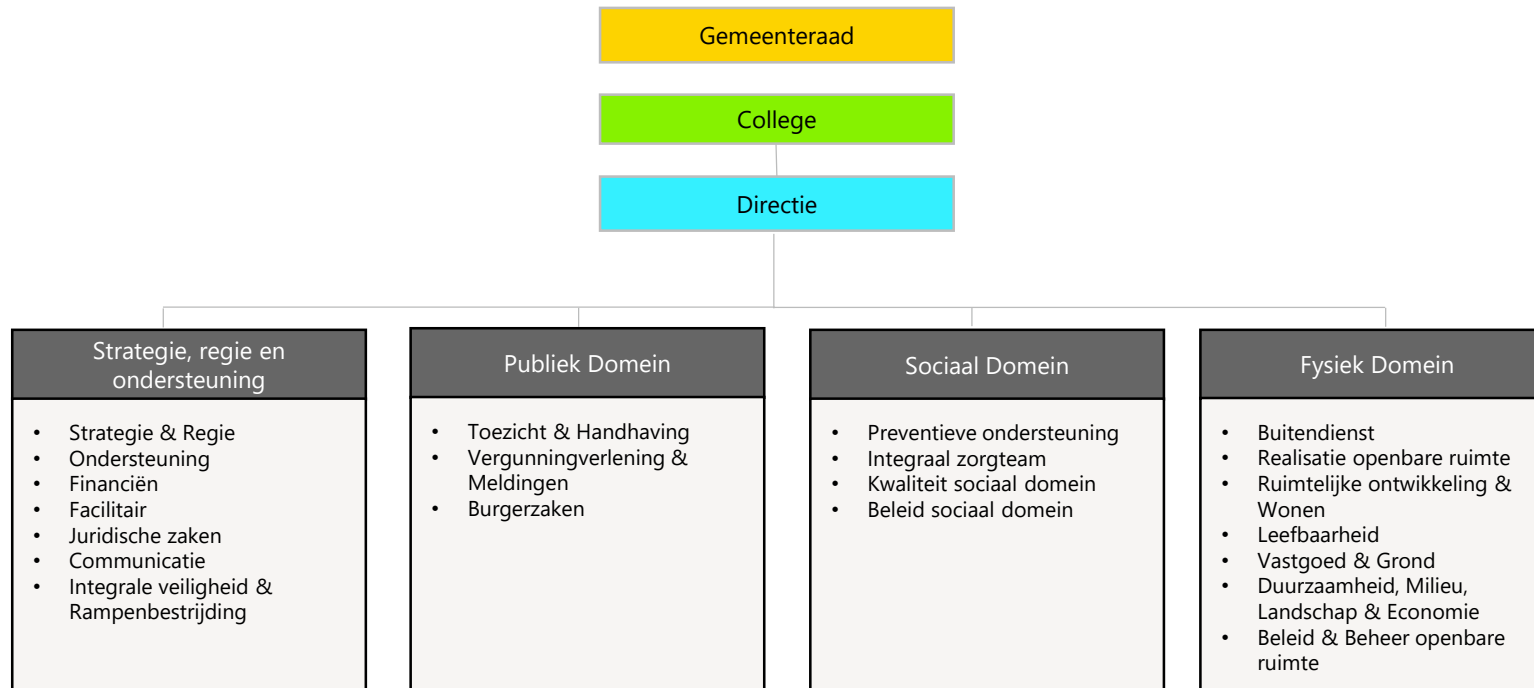 Gemeenteraad
College
Directie
Strategie, regie en
ondersteuning
• Strategie & Regie
• Ondersteuning
• Financiën
• Facilitair
• Juridische zaken
• Communicatie
• Integrale veiligheid &
Rampenbestrijding
Publiek Domein
• Toezicht & Handhaving
• Vergunningverlening &
Meldingen
• Burgerzaken
Sociaal Domein
• Preventieve ondersteuning
• Integraal zorgteam
• Kwaliteit sociaal domein
• Beleid sociaal domein
Fysiek Domein
• Buitendienst
• Realisatie openbare ruimte
• Ruimtelijke ontwikkeling &
Wonen
• Leefbaarheid
• Vastgoed & Grond
• Duurzaamheid, Milieu,
Landschap & Economie
• Beleid & Beheer openbare
ruimte